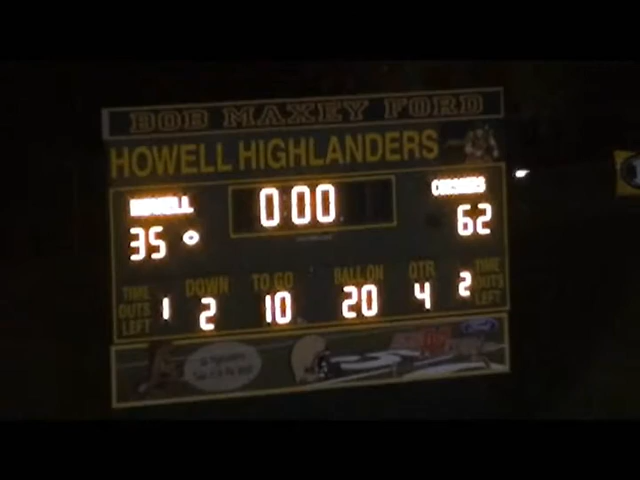 BOB MAXEY FORD
HOWELL HIGHLANDERS
HOWELL 0:00
35 62
TIME OUTS LEFT 1 DOWN 2 TO GO 10 BALL ON 20 QTR 4 2 TIME OUTS LEFT
Ford